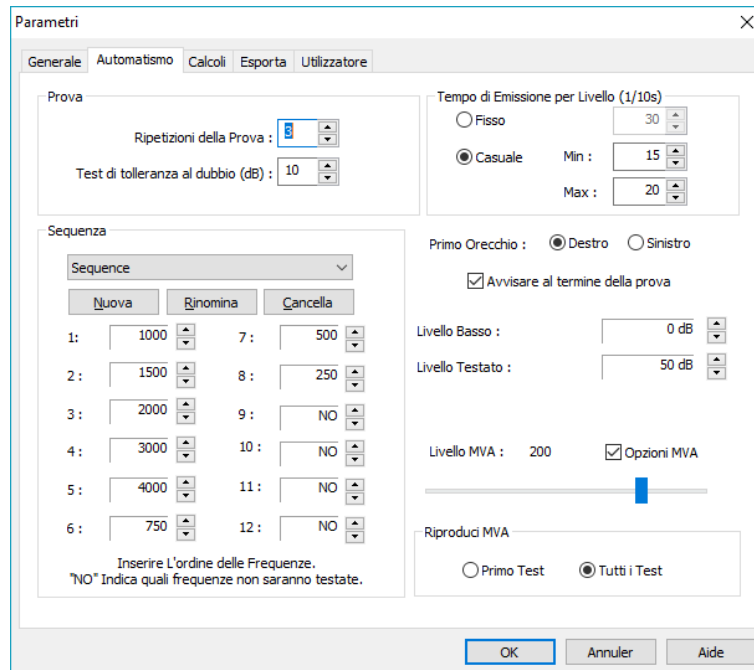 Parametri
Generale Automatismo Calcoli Esporta Utilizzatore
Prova
Ripetizioni della Prova : 3
Test di tolleranza al dubbio (dB) : 10
Tempo di Emissione per Livello (1/10s)
Fisso 30
Casuale Min : 15
Max : 20
Sequenza
Sequence
Nuova Rinomina Cancella
1: 1000 7 : 500
2 : 1500 8 : 250
3 : 2000 9 : NO
4 : 3000 10 : NO
5 : 4000 11 : NO
6 : 750 12 : NO
Inserire L'ordine delle Frequenze.
"NO" Indica quali frequenze non saranno testate.
Primo Orecchio : Destro Sinistro
Avvisare al termine della prova
Livello Basso : 0 dB
Livello Testato : 50 dB
Livello MVA : 200 Opzioni MVA
Riproduci MVA
Primo Test Tutti i Test
OK Annuler Aide